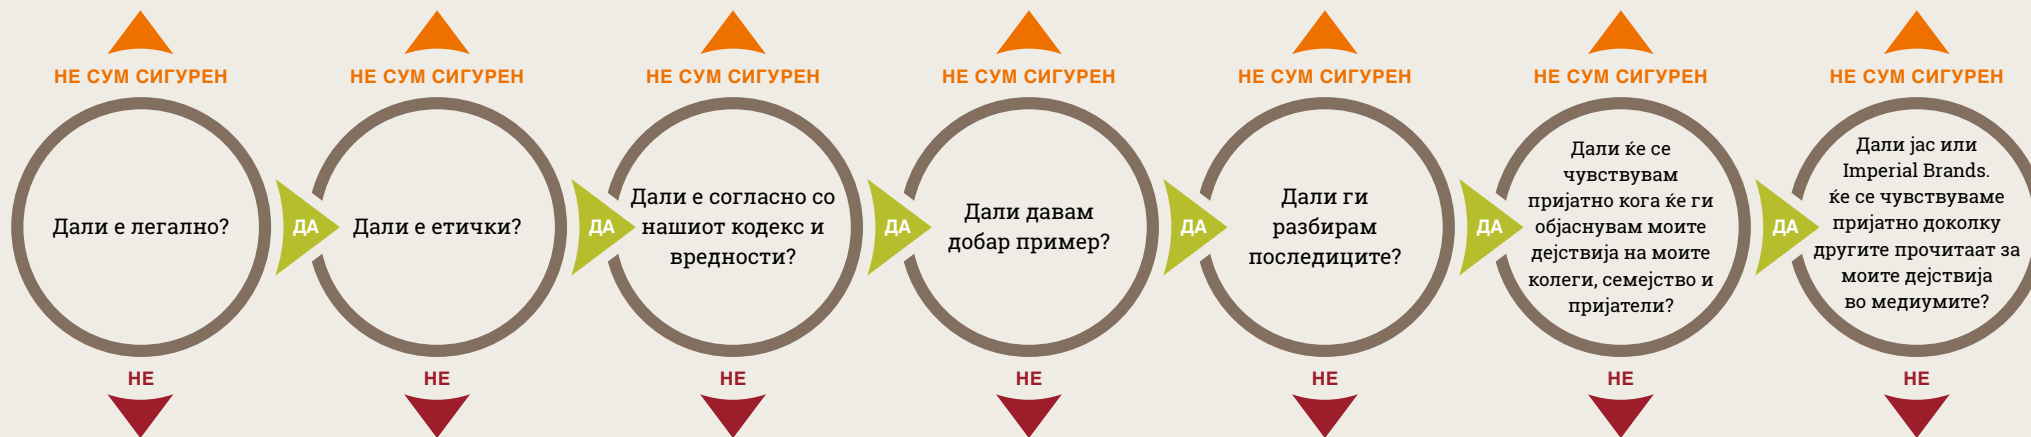 НЕ СУМ СИГУРЕН
НЕ СУМ СИГУРЕН
НЕ СУМ СИГУРЕН
НЕ СУМ СИГУРЕН
НЕ СУМ СИГУРЕН
НЕ СУМ СИГУРЕН
НЕ СУМ СИГУРЕН
Дали е легално?
ДА
Дали е етички?
ДА
Дали е согласно со
нашиот кодекс и
вредности?
ДА
Дали давам
добар пример?
ДА
Дали ги
разбирам
последиците?
ДА
Дали ќе се
чувствувам
пријатно кога ќе ги
објаснувам моите
дејствија на моите
колеги, семејство и
пријатели?
ДА
Дали јас или
Imperial Brands.
ќе се чувствуваме
пријатно доколку
другите прочитаат за
моите дејствија
во медиумите?
НЕ
НЕ
НЕ
НЕ
НЕ
НЕ
НЕ